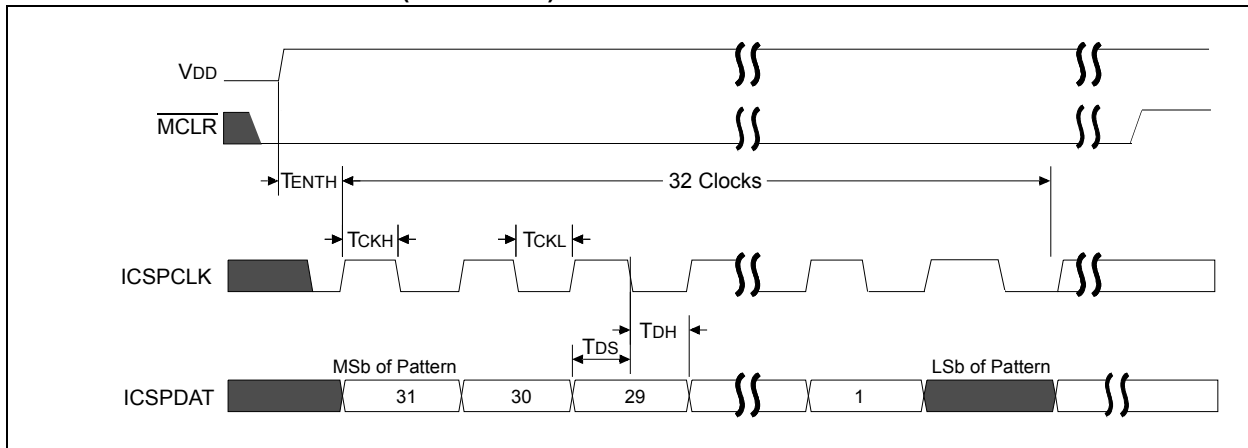 VDD
MCLR
TENTH
32 Clocks
TCKH
TCKL
ICSPCLK
TDH
TDS
MSb of Pattern
LSb of Pattern
ICSPDAT
31
30
29
1